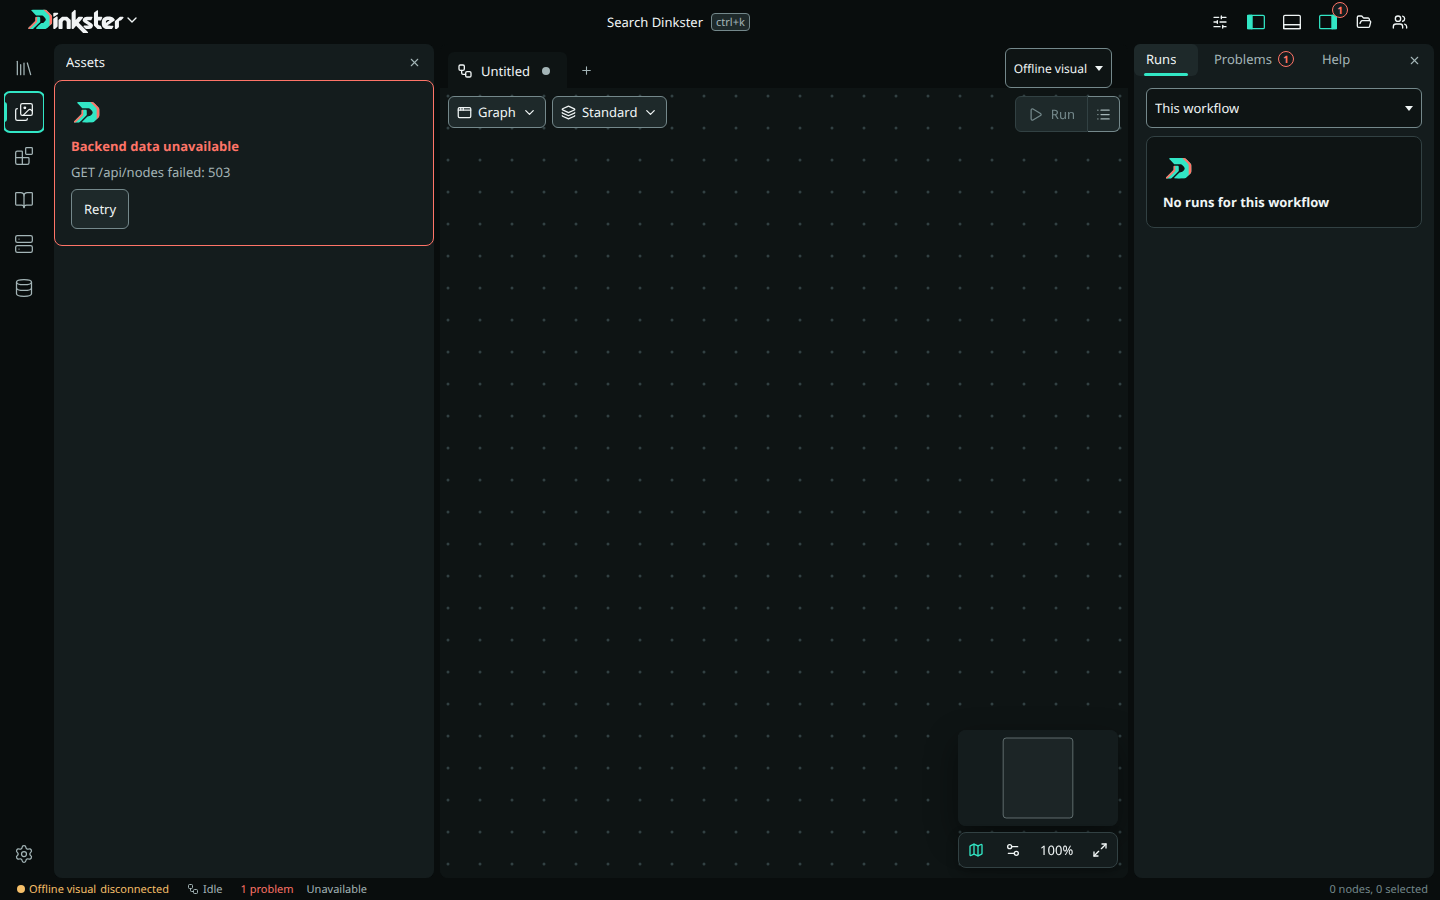 Dinkster
Search Dinkster ctrl+k
1
Assets
Backend data unavailable
GET /api/nodes failed: 503
Retry
Untitled
Offline visual
Graph
Standard
Run
100%
Runs
Problems 1
Help
This workflow
No runs for this workflow
Offline visual disconnected
Idle
1 problem
Unavailable
0 nodes, 0 selected